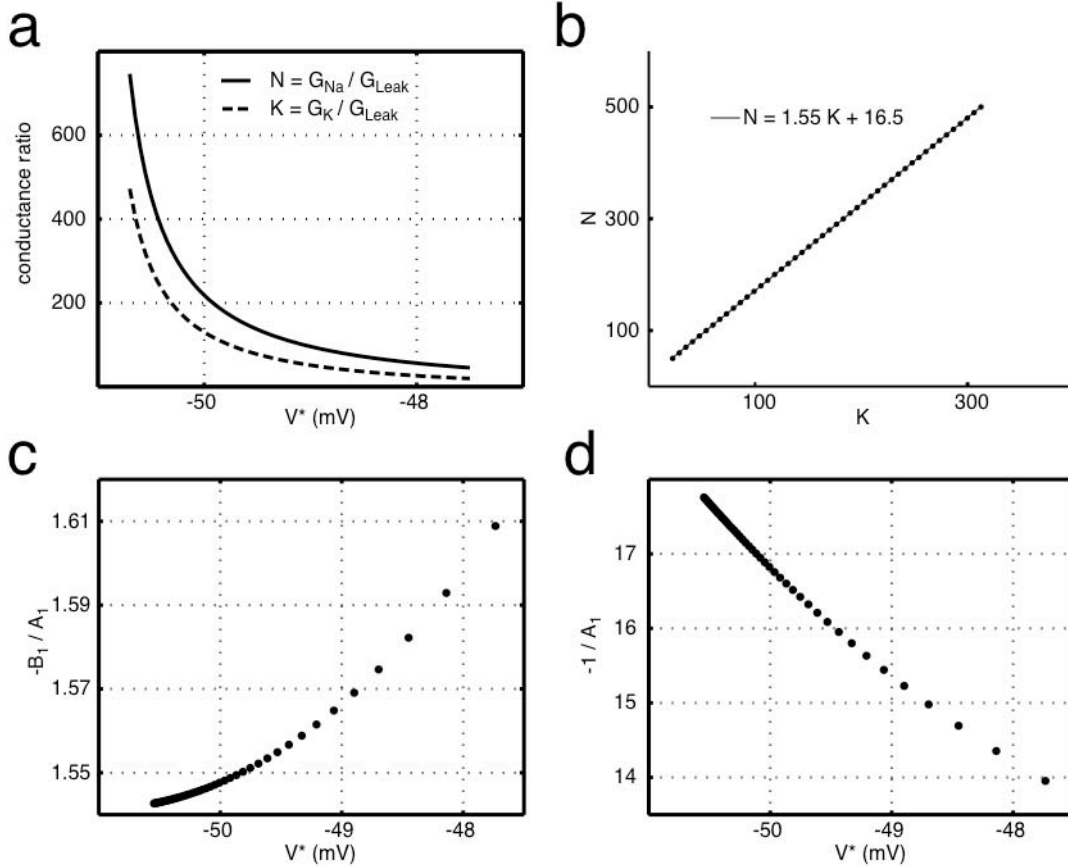 a
N = G_Na / G_Leak
K = G_K / G_Leak
600
400
200
conductance ratio
-50
-48
V* (mV)
b
N = 1.55 K + 16.5
500
300
100
N
100
300
K
c
1.61
1.59
1.57
1.55
-B_1 / A_1
-50
-49
-48
V* (mV)
d
17
16
15
14
-1 / A_1
-50
-49
-48
V* (mV)